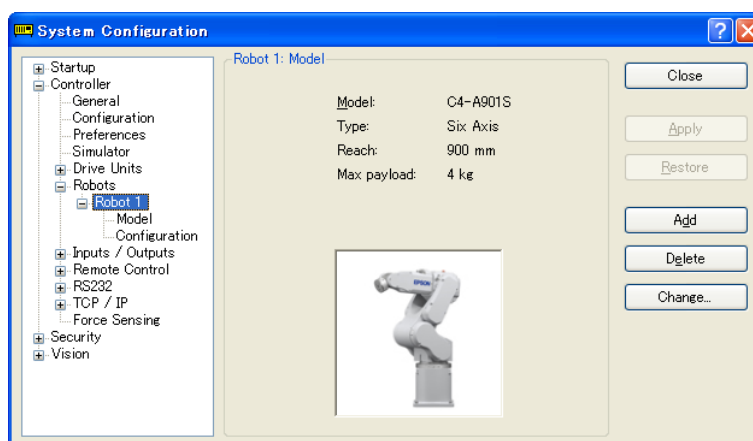 System Configuration
Startup
Controller
General
Configuration
Preferences
Simulator
Drive Units
Robots
Robot 1
Model
Configuration
Inputs / Outputs
Remote Control
RS232
TCP / IP
Force Sensing
Security
Vision
Robot 1: Model
Model: C4-A901S
Type: Six Axis
Reach: 900 mm
Max payload: 4 kg
EPSON
Close
Apply
Restore
Add
Delete
Change...